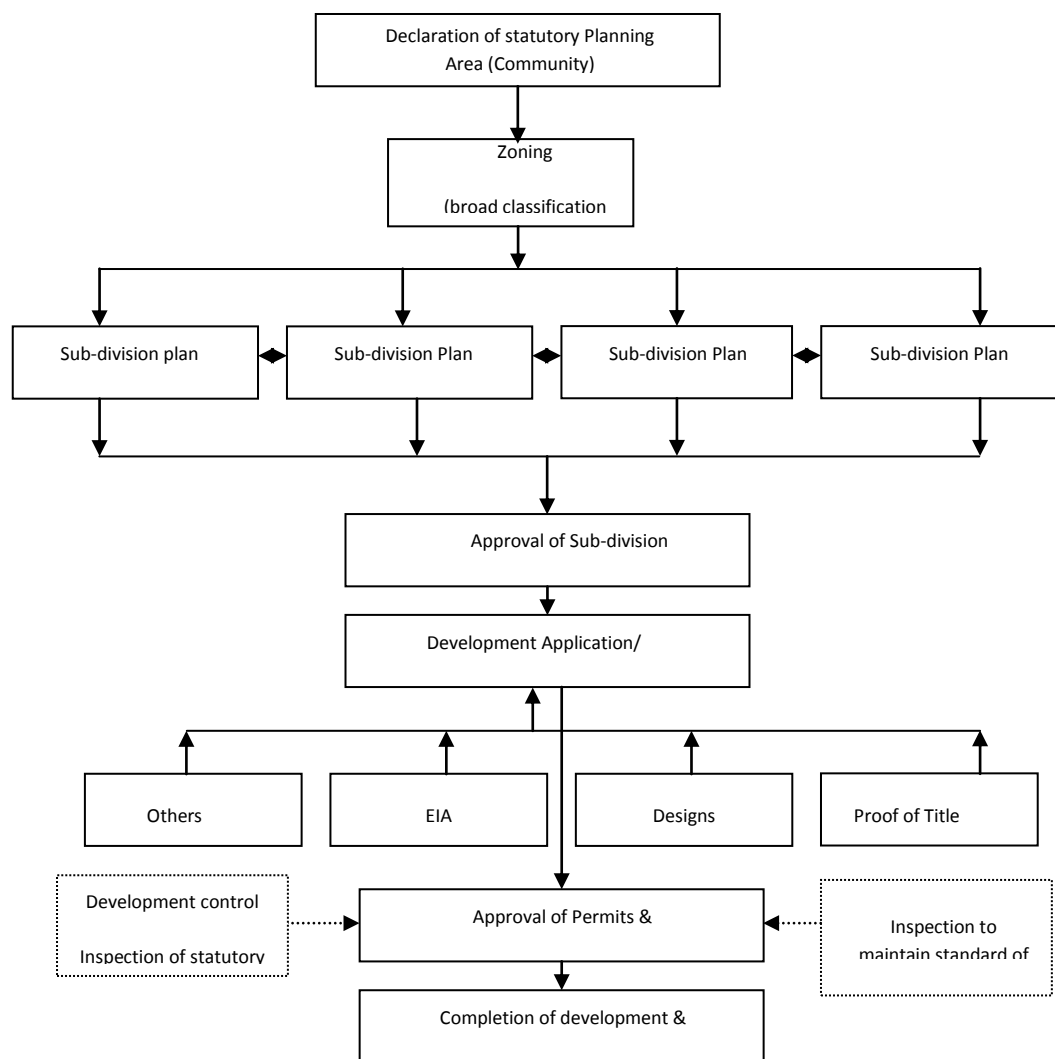 Declaration of statutory Planning
Area (Community)
Zoning
(broad classification
Sub-division plan
Sub-division Plan
Sub-division Plan
Sub-division Plan
Approval of Sub-division
Development Application/
Others
EIA
Designs
Proof of Title
Development control
Inspection of statutory
Approval of Permits &
Inspection to
maintain standard of
Completion of development &